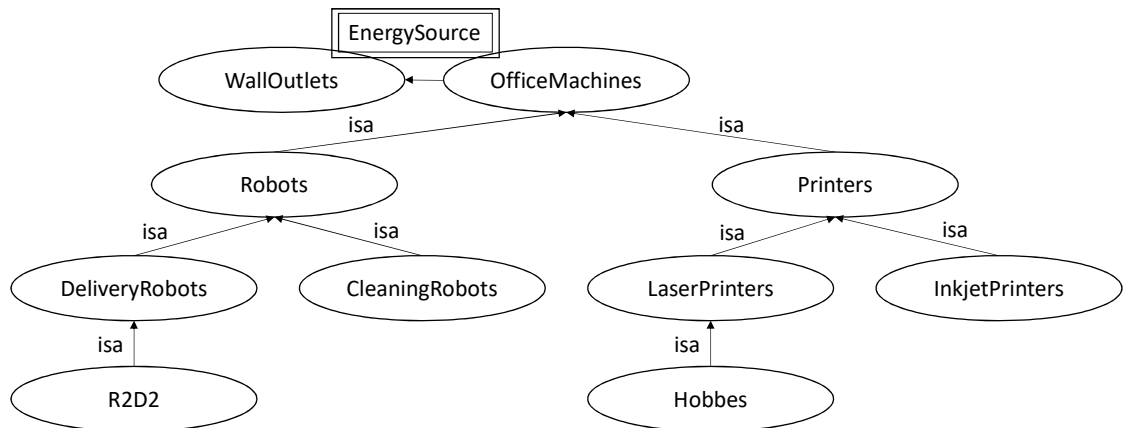 EnergySource
WallOutlets OfficeMachines
isa isa
Robots Printers
isa isa isa isa
DeliveryRobots CleaningRobots LaserPrinters InkjetPrinters
isa isa
R2D2 Hobbes